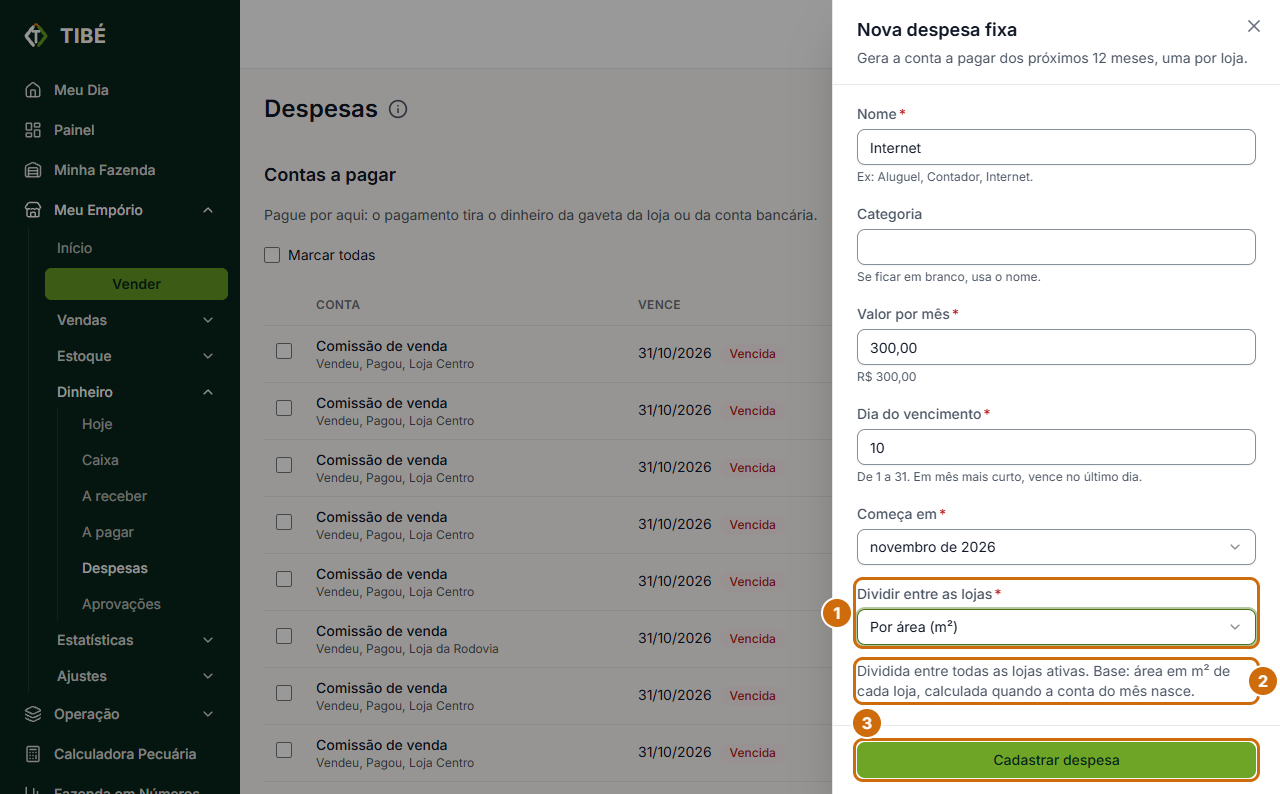 TIBÉ
Meu Dia
Painel
Minha Fazenda
Meu Empório
Início
Vender
Vendas
Estoque
Dinheiro
Hoje
Caixa
A receber
A pagar
Despesas
Aprovações
Estatísticas
Ajustes
Operação
Calculadora Pecuária
Fazenda em Números
Despesas
Contas a pagar
Pague por aqui: o pagamento tira o dinheiro da gaveta da loja ou da conta bancária.
Marcar todas
CONTA VENCE
Comissão de venda 31/10/2026 Vencida
Vendeu, Pagou, Loja Centro
Comissão de venda 31/10/2026 Vencida
Vendeu, Pagou, Loja Centro
Comissão de venda 31/10/2026 Vencida
Vendeu, Pagou, Loja Centro
Comissão de venda 31/10/2026 Vencida
Vendeu, Pagou, Loja Centro
Comissão de venda 31/10/2026 Vencida
Vendeu, Pagou, Loja Centro
Comissão de venda 31/10/2026 Vencida
Vendeu, Pagou, Loja da Rodovia
Comissão de venda 31/10/2026 Vencida
Vendeu, Pagou, Loja Centro
Comissão de venda 31/10/2026 Vencida
Vendeu, Pagou, Loja Centro
Nova despesa fixa
Gera a conta a pagar dos próximos 12 meses, uma por loja.
Nome *
Internet
Ex: Aluguel, Contador, Internet.
Categoria
Se ficar em branco, usa o nome.
Valor por mês *
300,00
R$ 300,00
Dia do vencimento *
10
De 1 a 31. Em mês mais curto, vence no último dia.
Começa em *
novembro de 2026
Dividir entre as lojas *
1
Por área (m²)
Dividida entre todas as lojas ativas. Base: área em m² de
cada loja, calculada quando a conta do mês nasce.
2
3
Cadastrar despesa